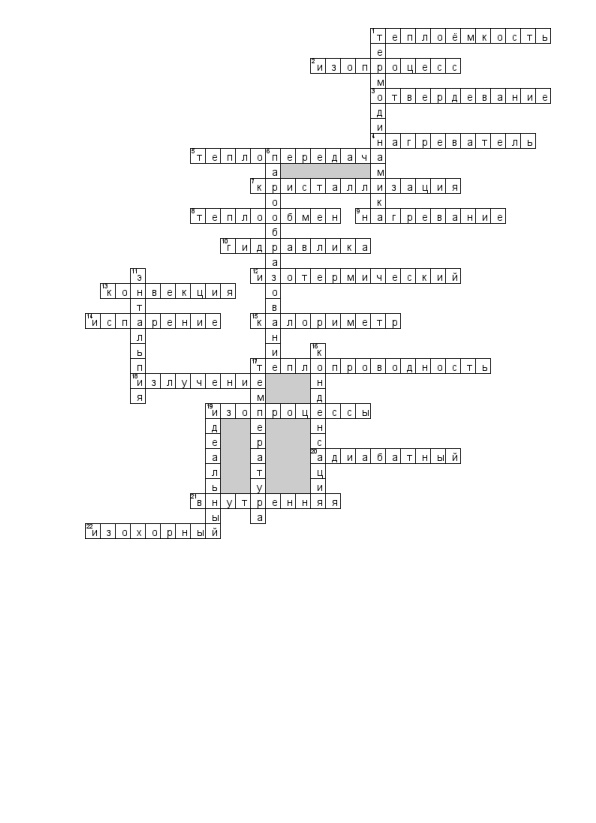 1 теплоёмкость
термодинамика
2 изопроцесс
3 отвердевание
4 нагреватель
5 теплопередача
6 парообразование
7 кристаллизация
8 теплообмен
9 нагревание
10 гидравлика
11 энтальпия
12 изотермический
13 конвекция
14 испарение
15 калориметр
16 конденсация
17 теплопроводность
температура
18 излучение
19 изопроцессы
идеальный
20 адиабатный
21 внутренняя
22 изохорный